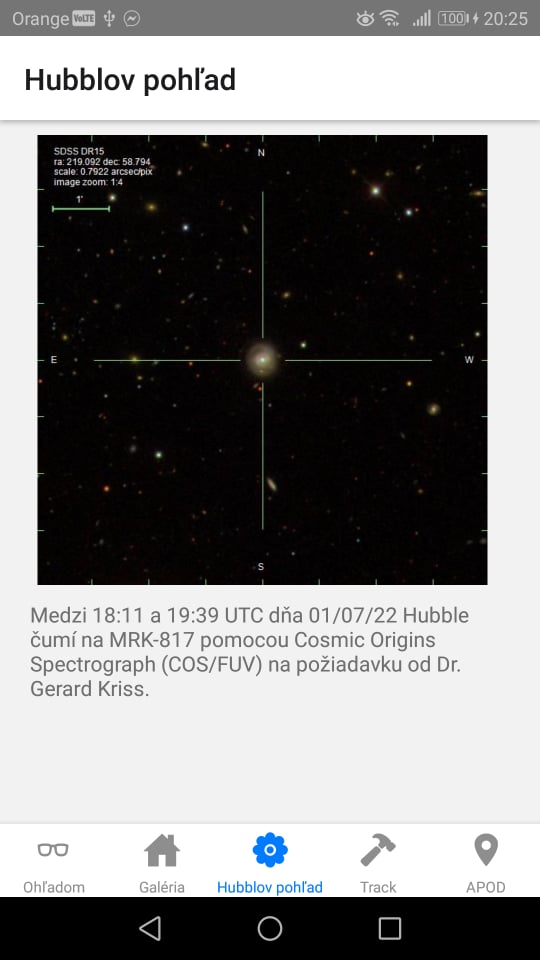 Orange VoLTE 100 20:25
Hubblov pohľad
SDSS DR15
ra: 219.092 dec: 58.794
scale: 0.7922 arcsec/pix
image zoom: 1:4
1'
N
E
W
S
Medzi 18:11 a 19:39 UTC dňa 01/07/22 Hubble
čumí na MRK-817 pomocou Cosmic Origins
Spectrograph (COS/FUV) na požiadavku od Dr.
Gerard Kriss.
Ohľadom Galéria Hubblov pohľad Track APOD